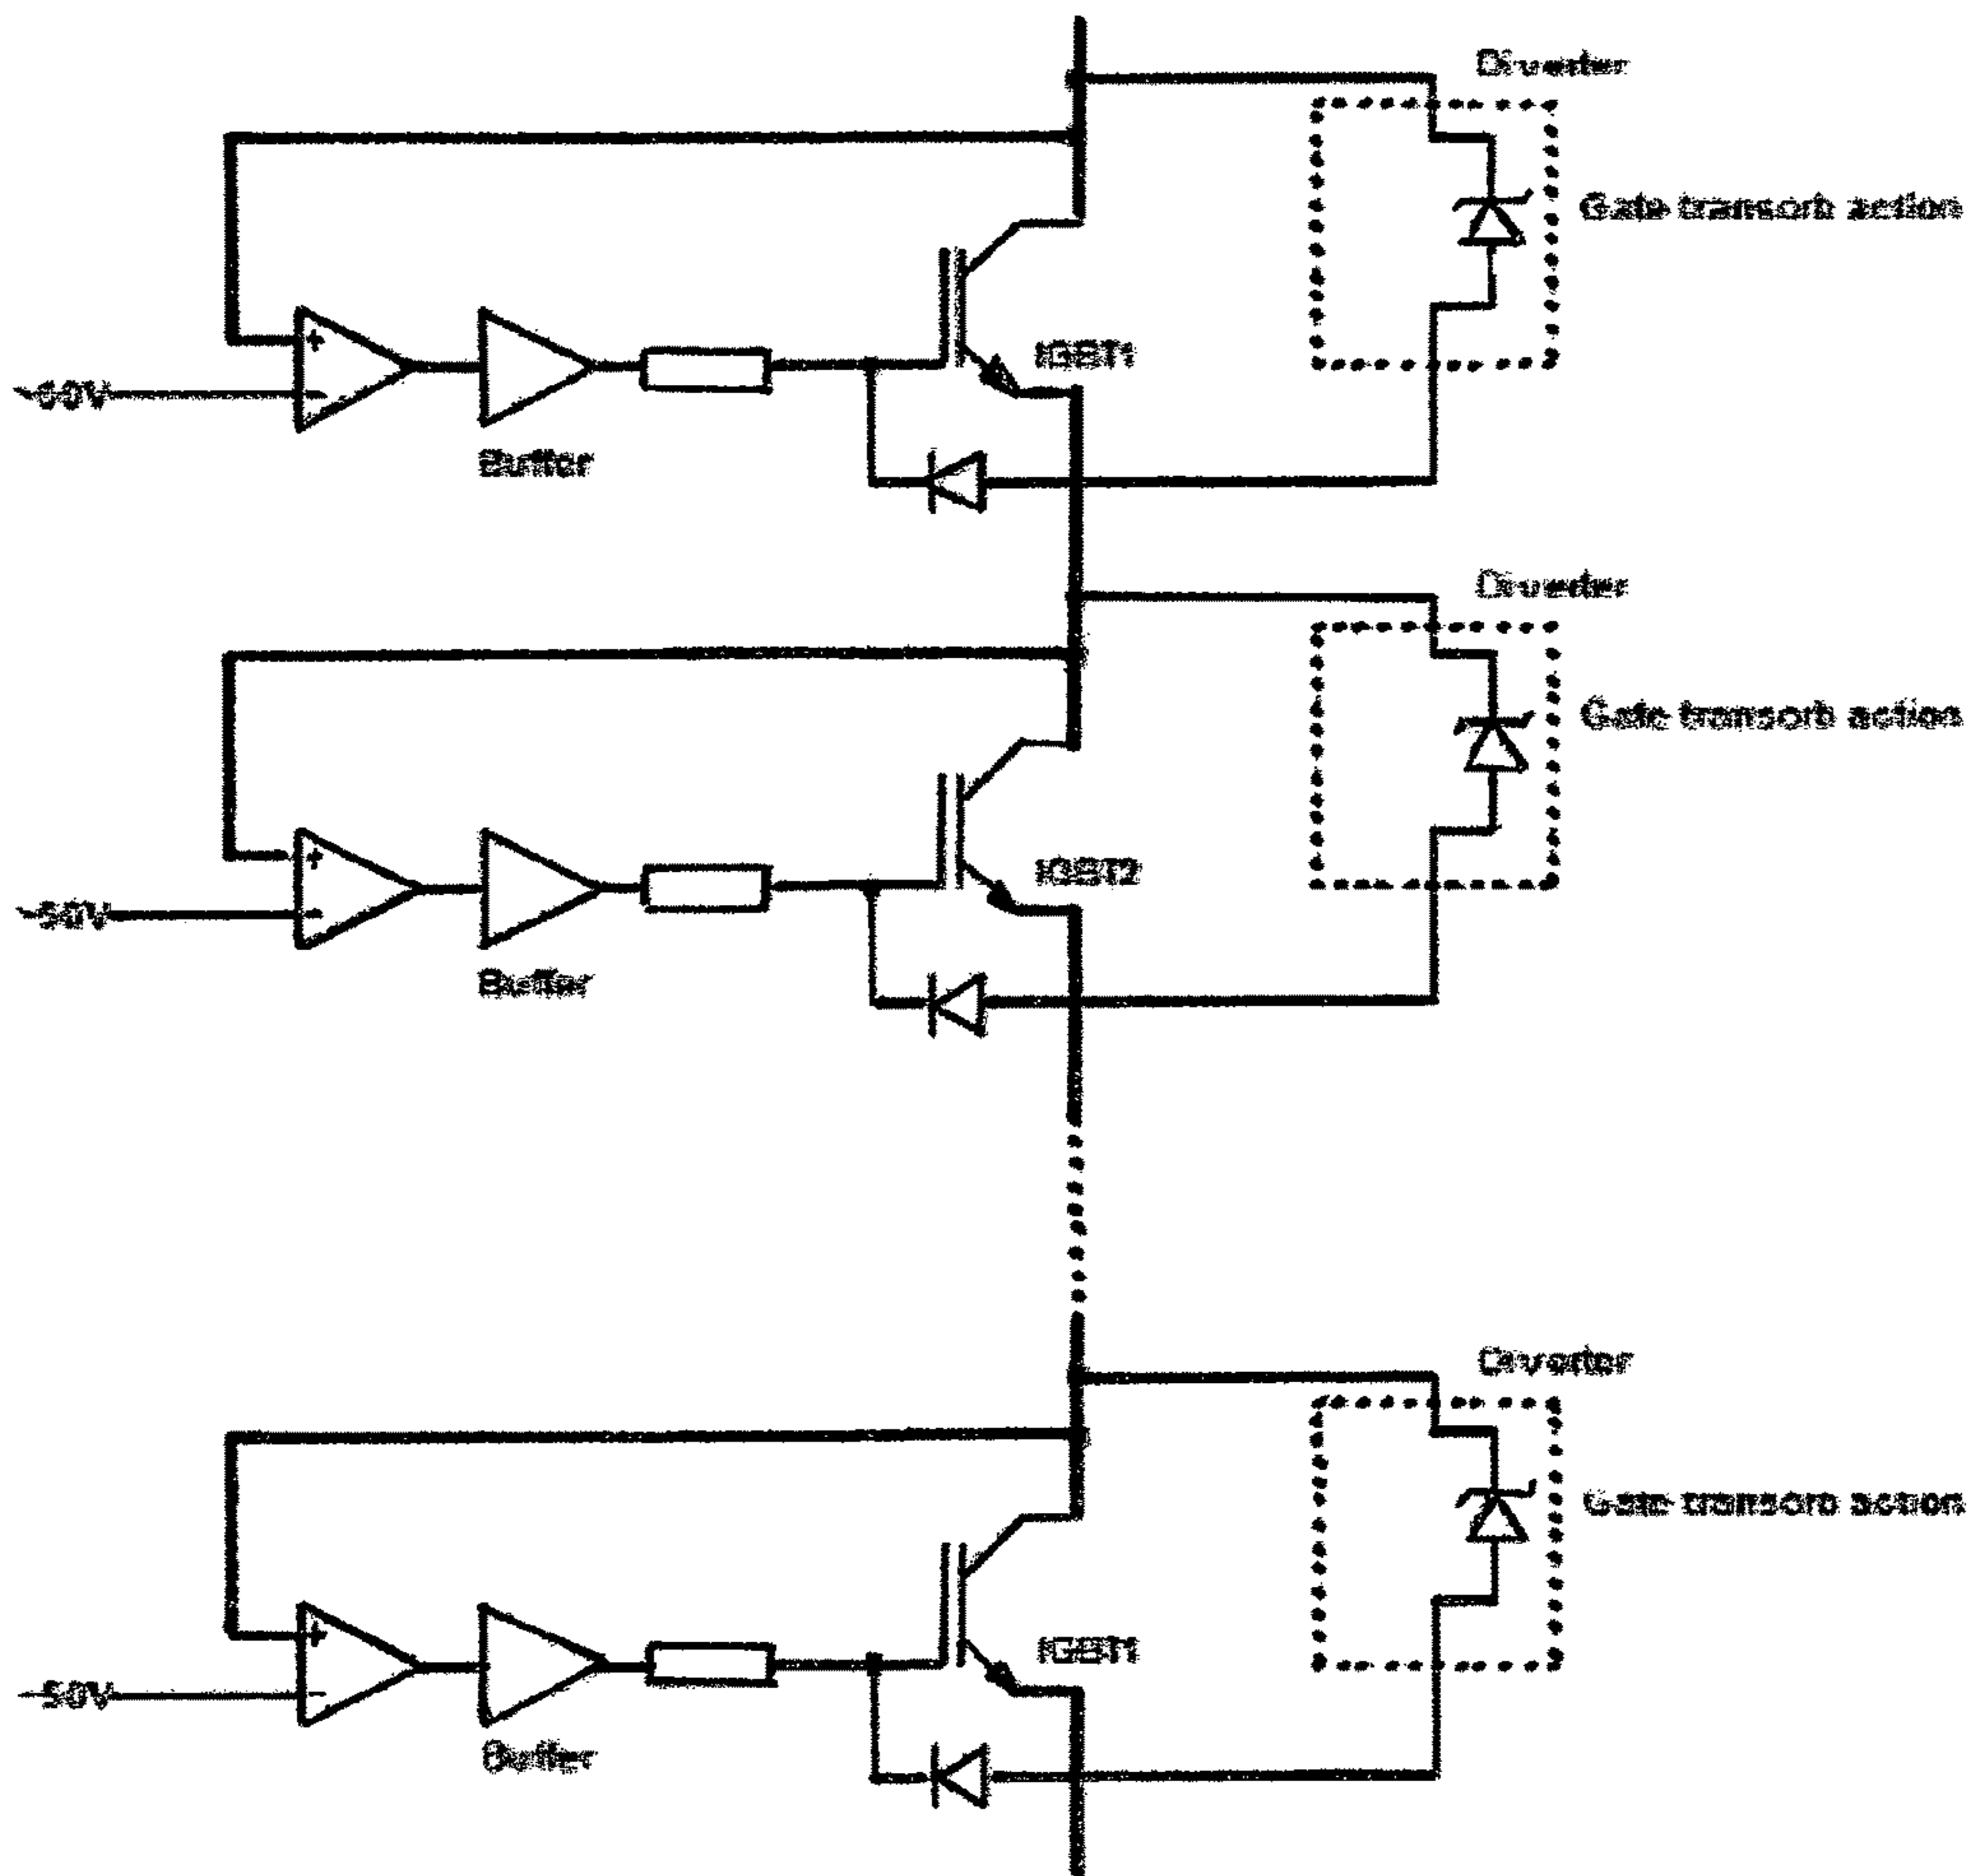 Diverter
Gate transorb action
+
IGBT1
-50V
−
Buffer
Diverter
Gate transorb action
+
IGBT2
-50V
−
Buffer
Diverter
Gate transorb action
+
IGBT1
-50V
−
Buffer